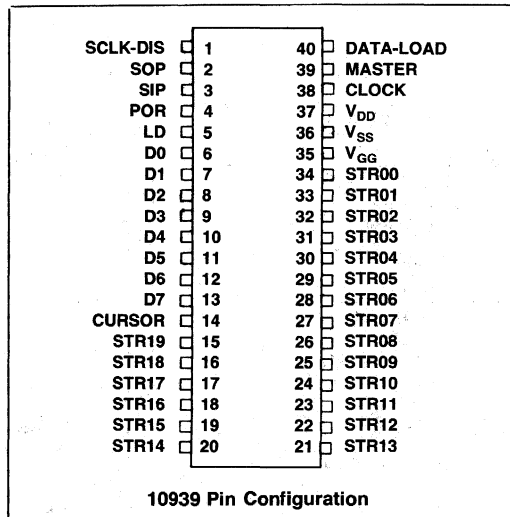 SCLK-DIS 1 40 DATA-LOAD
SOP 2 39 MASTER
SIP 3 38 CLOCK
POR 4 37 VDD
LD 5 36 VSS
D0 6 35 VGG
D1 7 34 STR00
D2 8 33 STR01
D3 9 32 STR02
D4 10 31 STR03
D5 11 30 STR04
D6 12 29 STR05
D7 13 28 STR06
CURSOR 14 27 STR07
STR19 15 26 STR08
STR18 16 25 STR09
STR17 17 24 STR10
STR16 18 23 STR11
STR15 19 22 STR12
STR14 20 21 STR13
10939 Pin Configuration